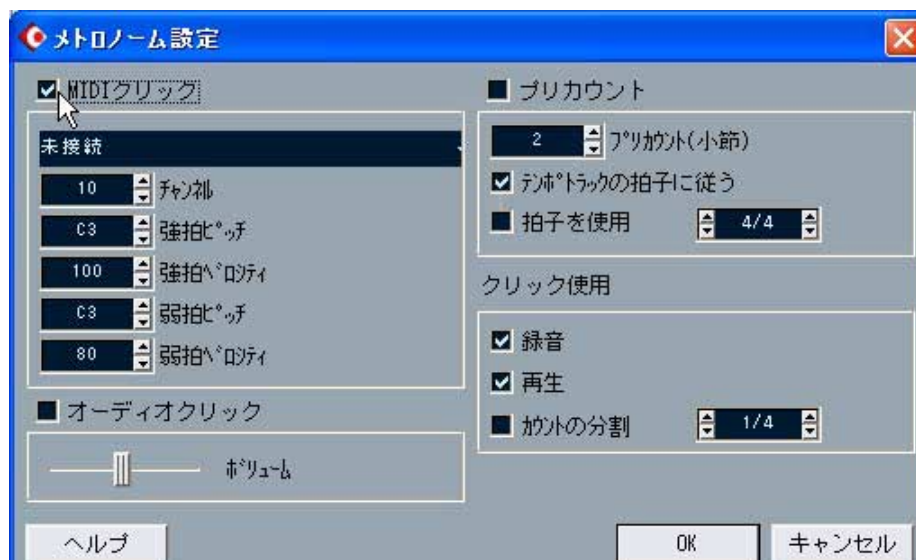 メトロノーム設定
MIDIクリック
未接続
10 チャンネル
C3 強拍ピッチ
100 強拍ベロシティ
C3 弱拍ピッチ
80 弱拍ベロシティ
オーディオクリック
ボリューム
プリカウント
2 プリカウント(小節)
テンポトラックの拍子に従う
拍子を使用 4/4
クリック使用
録音
再生
カウントの分割 1/4
ヘルプ
OK
キャンセル